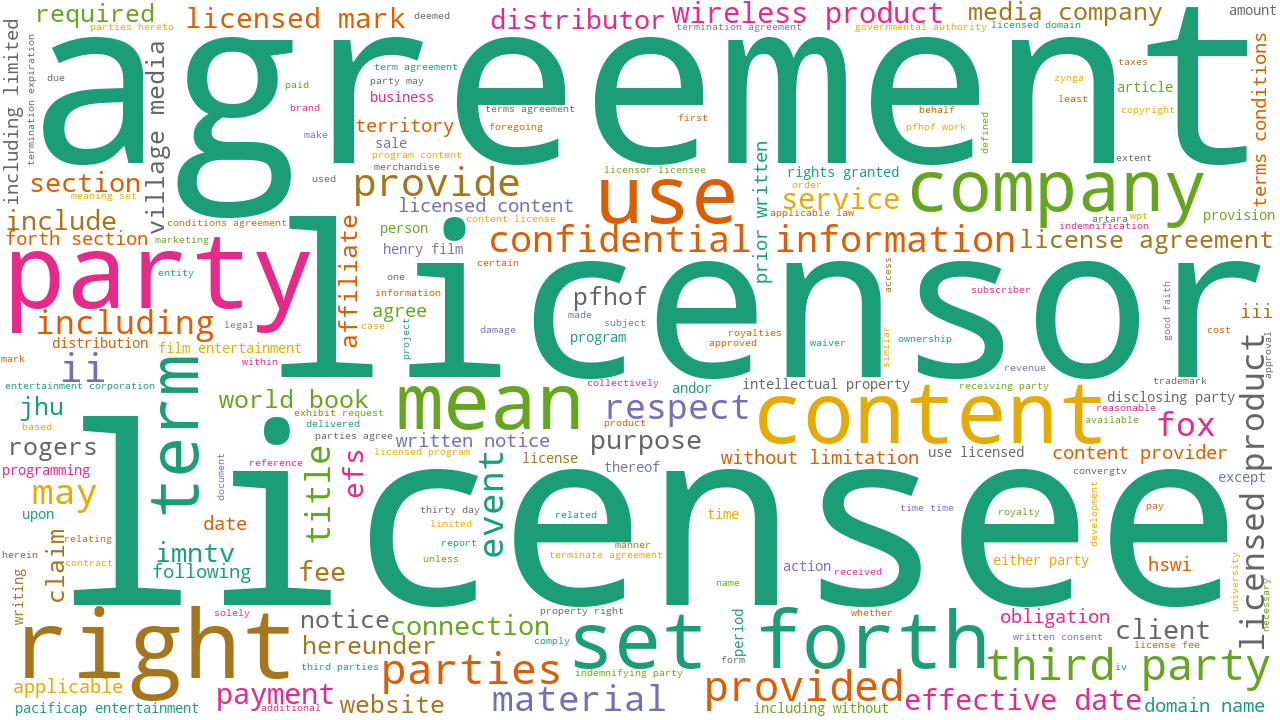 agreement
licensor
licensee
required
parties hereto
licensed mark
deemed
distributor
wireless product
termination agreement
governmental authority
media company
licensed domain
amount
including limited
termination expiration
due
village media
paid
brand
make
used
term agreement
party may
business
territory
sale
program content
merchandise
terms agreement
foregoing
first
behalf
pfhof work
defined
zynga
least
taxes
article
copyright
extent
terms conditions
section
meaning set
include
conditions agreement
forth section
marketing
party
entity
provide
licensed content
content license
person
henry film
one
certain
licensor licensee
use
prior written
rights granted
order
service
applicable law
company
artara
wpt
indemnification
provision
confidential information
license agreement
including
legal
distribution
film entertainment
affiliate
information
agree
case
project
damage
pfhof
made
subject
program
royalties
approved
waiver
access
similar
ownership
subscriber
good faith
cost
iii
mark
ii
within
entertainment corporation
term
world book
jhu
based
exhibit request
delivered
parties agree
rogers
programming
mean
written notice
licensed program
collectively
andor
respect
product
purpose
license
thereof
intellectual property
content
revenue
receiving party
trademark
disclosing party
reasonable
available
fox
approval
licensed product
without limitation
use licensed
content provider
convergtv
except
may
upon
document
reference
title
efs
event
thirty day
limited
report
unless
related
manner
terminate agreement
time
time time
royalty
development
pay
date
relating
herein
contract
claim
imntv
following
fee
writing
name
action
received
either party
hswi
university
necessary
right
solely
notice
connection
hereunder
third parties
property right
comply
set forth
indemnifying party
period
form
whether
obligation
written consent
client
license fee
iv
third party
parties
applicable
payment
additional
pacificap entertainment
website
material
provided
including without
effective date
domain name